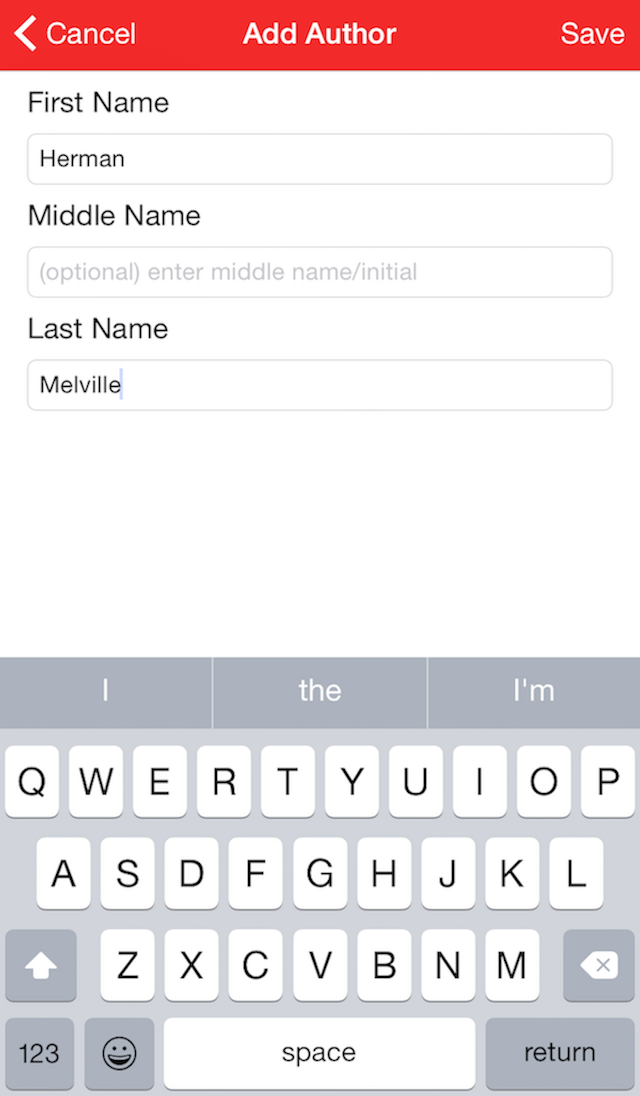 Cancel Add Author Save
First Name
Herman
Middle Name
(optional) enter middle name/initial
Last Name
Melville
I the I'm
Q W E R T Y U I O P
A S D F G H J K L
Z X C V B N M
123 space return